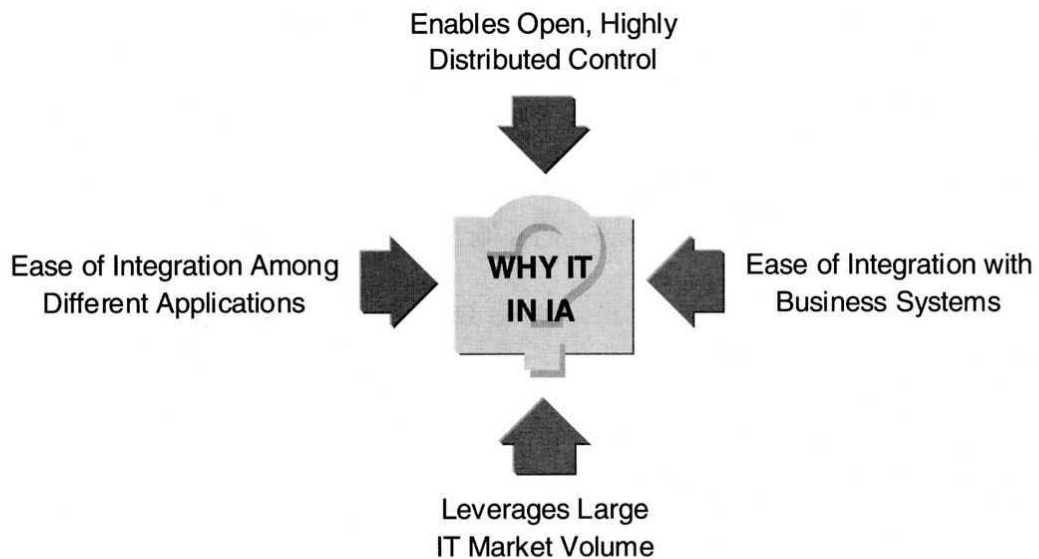 Enables Open, Highly
Distributed Control
Ease of Integration Among
Different Applications
WHY IT
IN IA
Ease of Integration with
Business Systems
Leverages Large
IT Market Volume